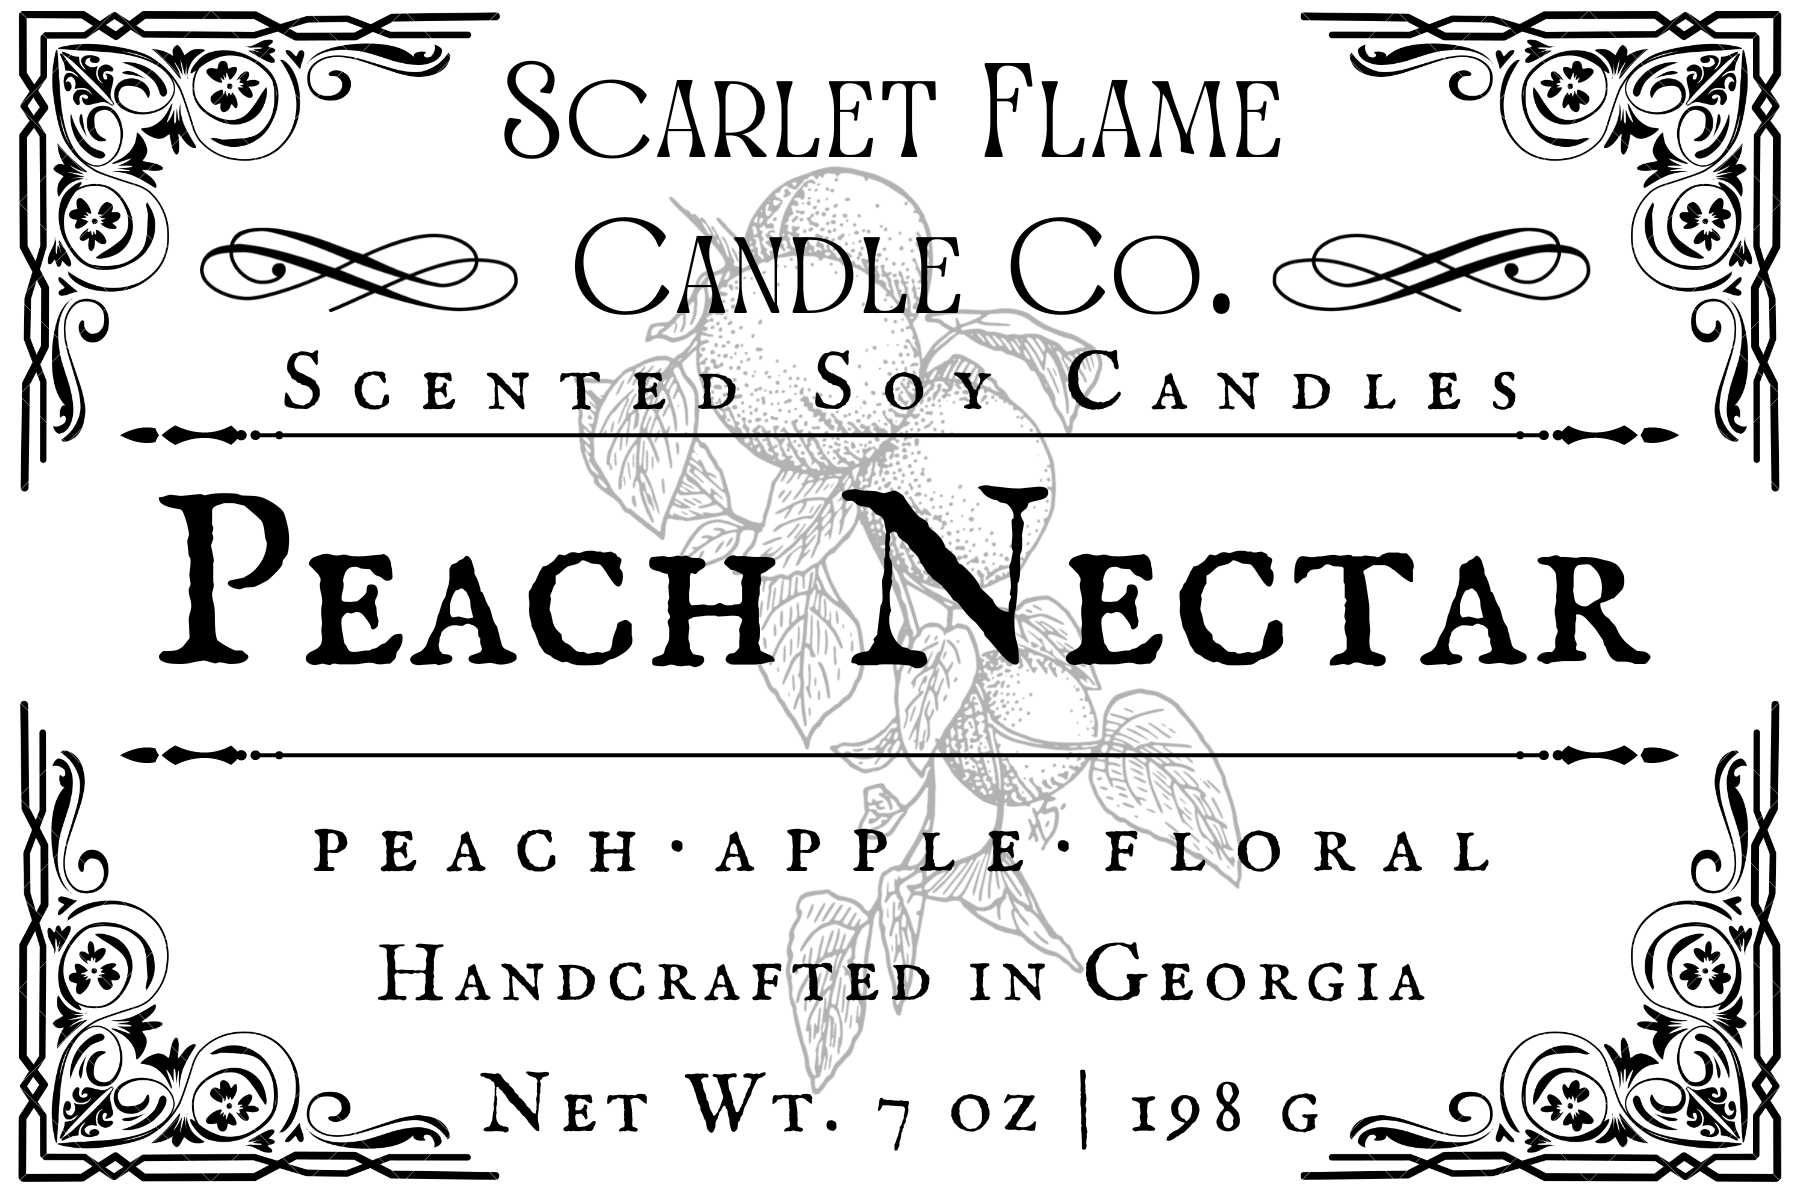 Scarlet Flame
Candle Co.
Scented Soy Candles
Peach Nectar
PEACH·APPLE·FLORAL
Handcrafted in Georgia
Net Wt. 7 oz | 198 g